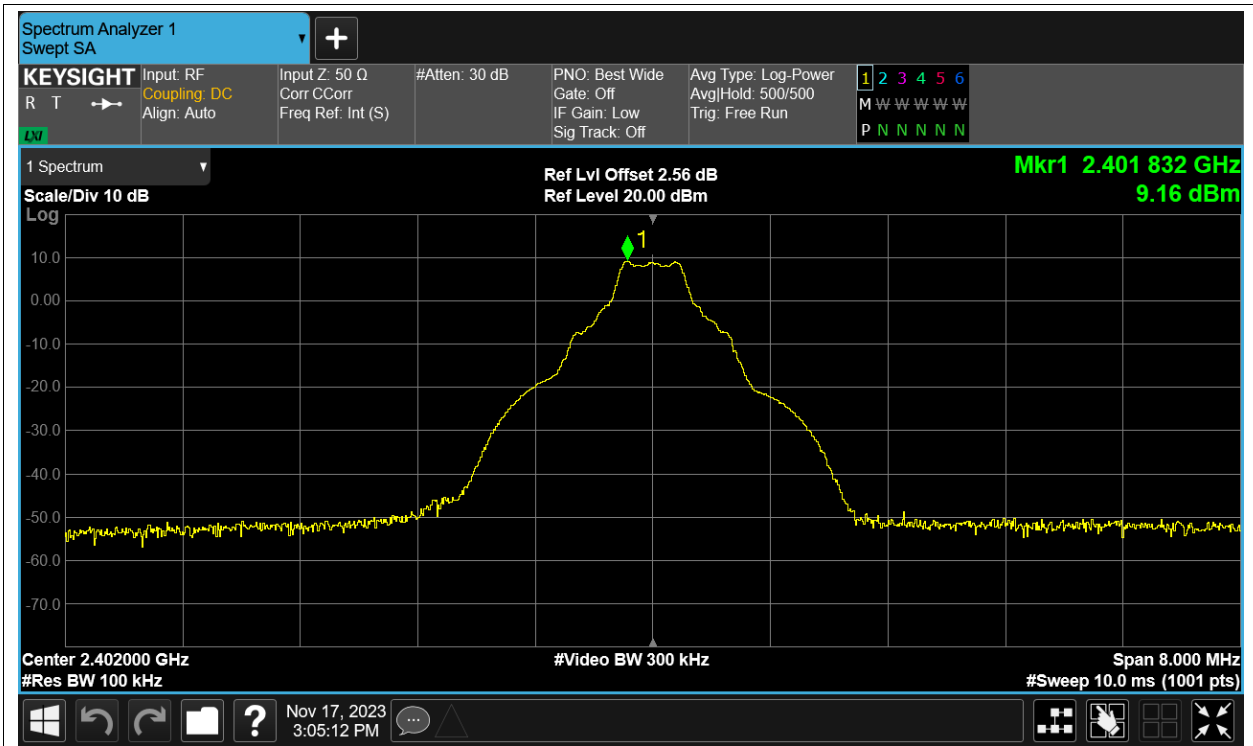 Spectrum Analyzer 1
Swept SA
KEYSIGHT
R T
LXI
Input: RF
Coupling: DC
Align: Auto
Input Z: 50 Ω
Corr CCorr
Freq Ref: Int (S)
#Atten: 30 dB
PNO: Best Wide
Gate: Off
IF Gain: Low
Sig Track: Off
Avg Type: Log-Power
Avg|Hold: 500/500
Trig: Free Run
1 2 3 4 5 6
M W W W W W
P N N N N N
1 Spectrum
Scale/Div 10 dB
Ref Lvl Offset 2.56 dB
Ref Level 20.00 dBm
Mkr1 2.401 832 GHz
9.16 dBm
Log
1
10.0
0.00
-10.0
-20.0
-30.0
-40.0
-50.0
-60.0
-70.0
Center 2.402000 GHz
#Res BW 100 kHz
#Video BW 300 kHz
Span 8.000 MHz
#Sweep 10.0 ms (1001 pts)
?
Nov 17, 2023
3:05:12 PM